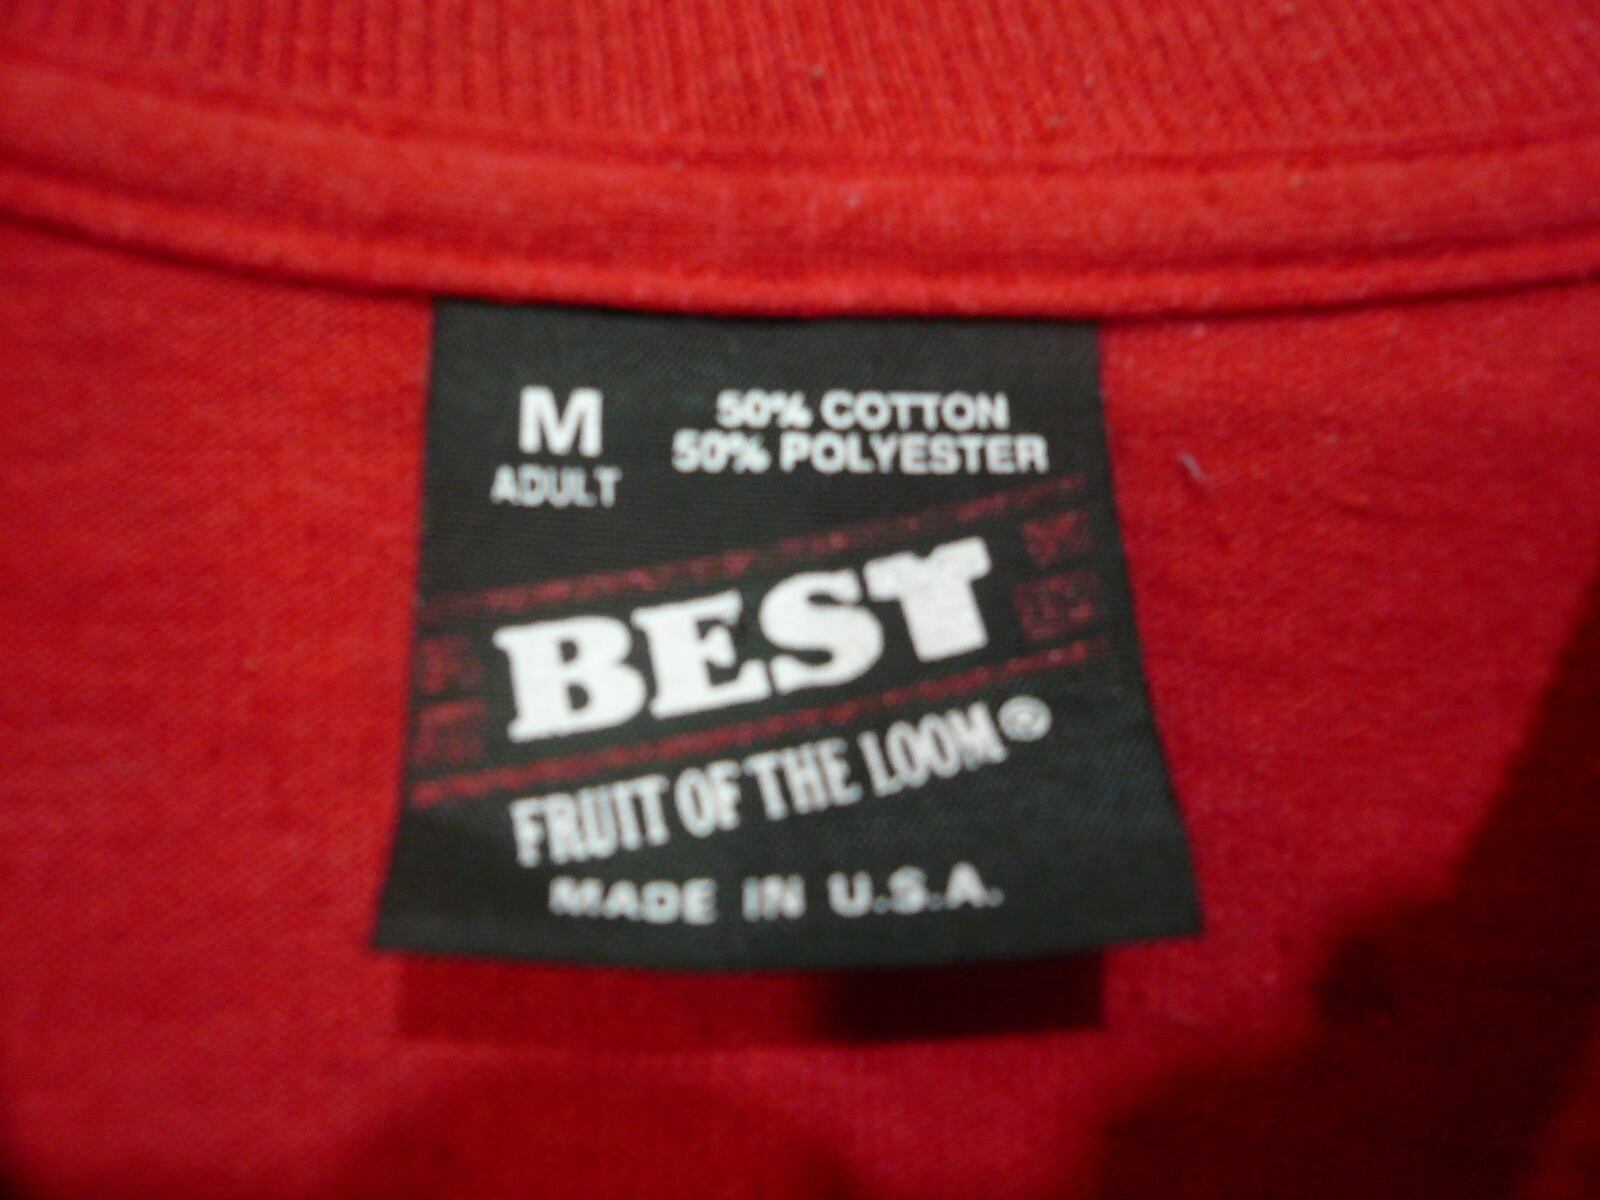 M
ADULT
50% COTTON
50% POLYESTER
BEST
FRUIT OF THE LOOM®
MADE IN U.S.A.